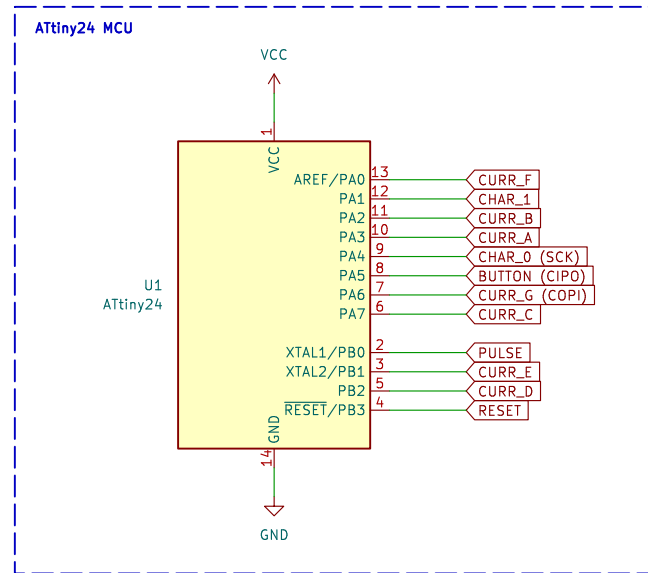 ATtiny24 MCU
VCC
1
VCC
AREF/PA0 13 CURR_F
PA1 12 CHAR_1
PA2 11 CURR_B
PA3 10 CURR_A
PA4 9 CHAR_0 (SCK)
PA5 8 BUTTON (CIPO)
U1
PA6 7 CURR_G (COPI)
ATtiny24
PA7 6 CURR_C
XTAL1/PB0 2 PULSE
XTAL2/PB1 3 CURR_E
PB2 5 CURR_D
RESET/PB3 4 RESET
GND
14
GND